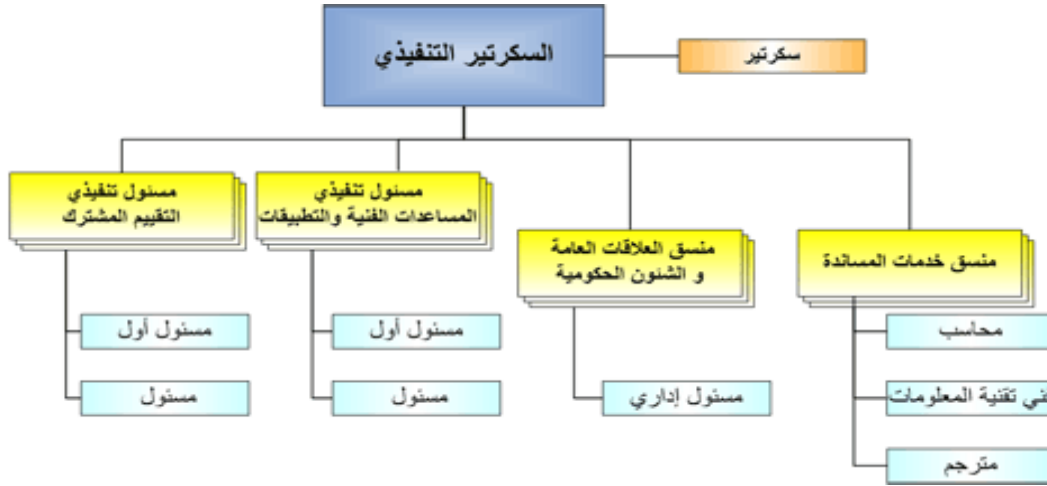 السكرتير التنفيذي
سكرتير
منسق خدمات المساندة
محاسب
فني تقنية المعلومات
مترجم
منسق العلاقات العامة
و الشئون الحكومية
مسئول إداري
مسئول تنفيذي
المساعدات الفنية والتطبيقات
مسئول أول
مسئول
مسئول تنفيذي
التقييم المشترك
مسئول أول
مسئول